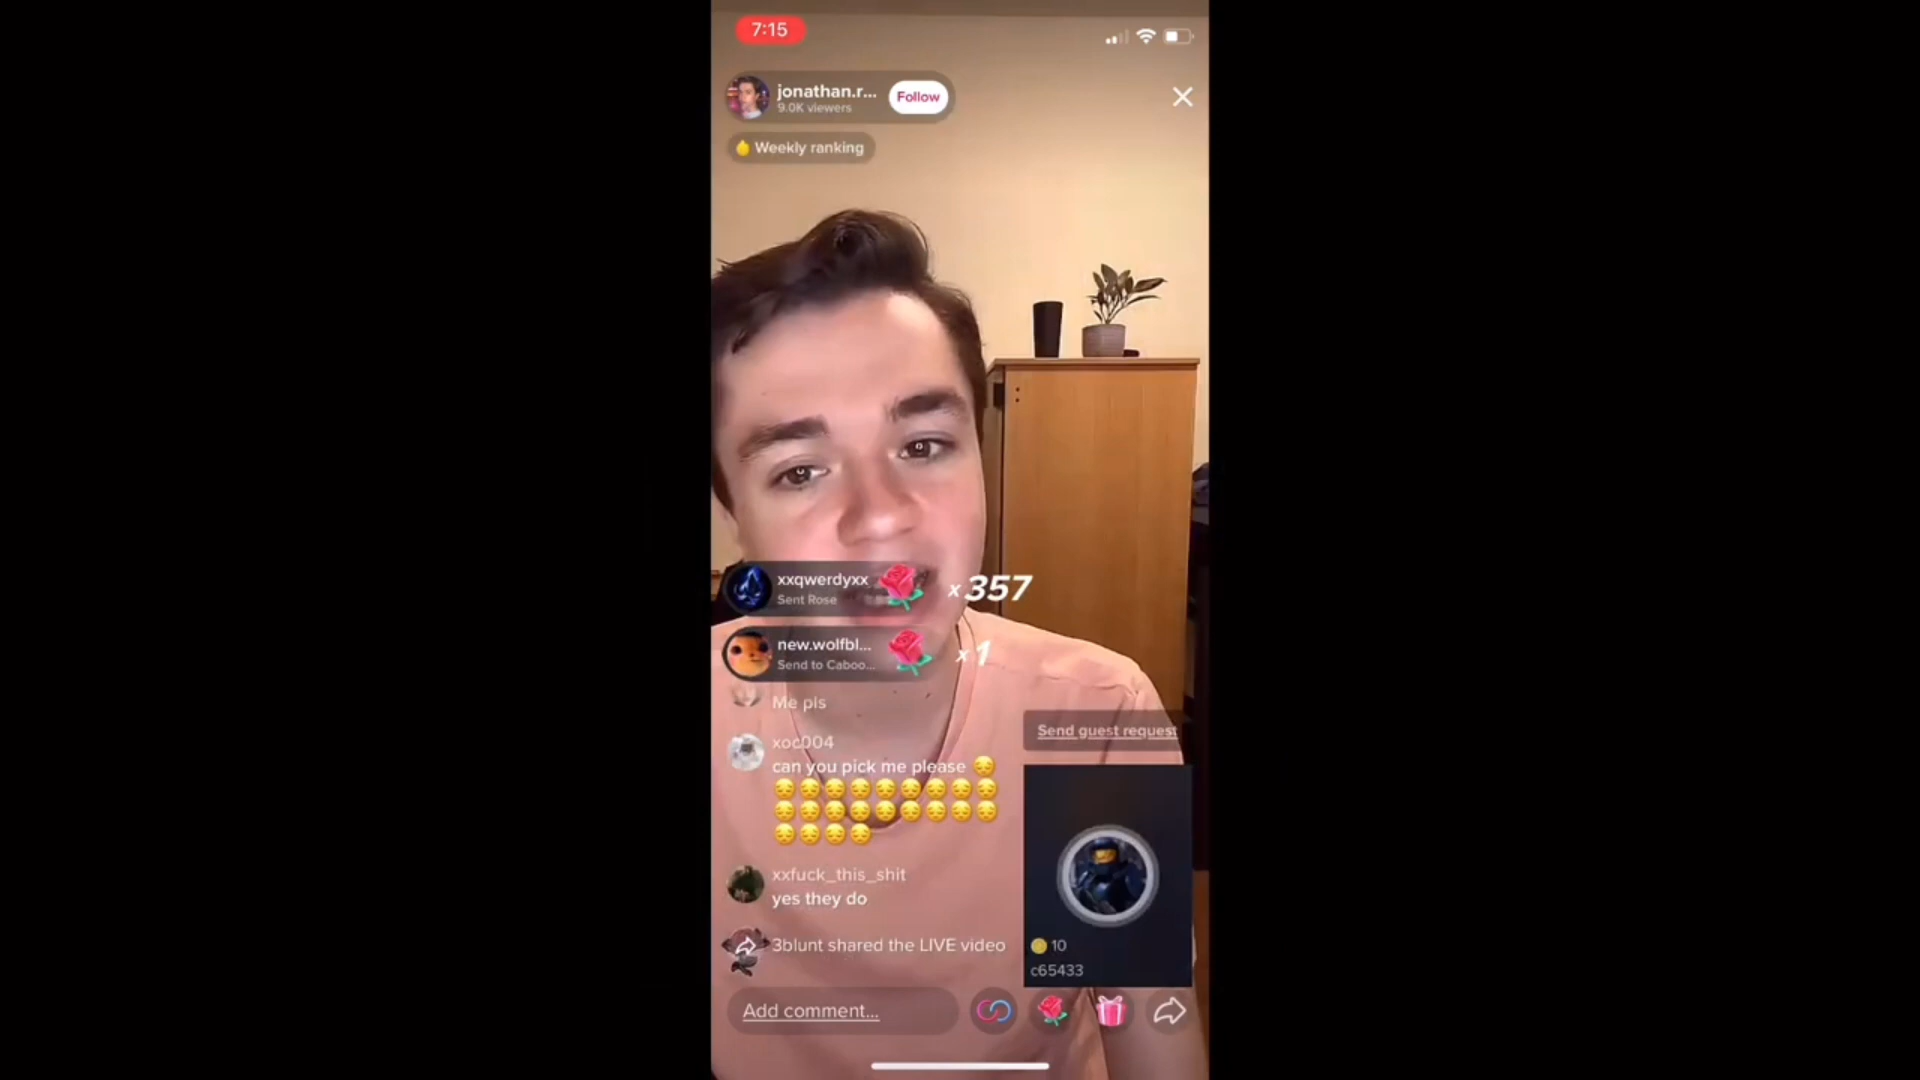 7:15
jonathan.r...
9.0K viewers
Follow
Weekly ranking
xxqwerdyxx
Sent Rose
x357
new.wolfbl...
Send to Caboo...
x1
Me pls
xoc004
can you pick me please 😔
😔😔😔😔😔😔😔😔😔
😔😔😔😔😔😔😔😔😔
😔😔😔😔
xxfuck_this_shit
yes they do
3blunt shared the LIVE video
Send guest request
10
c65433
Add comment...